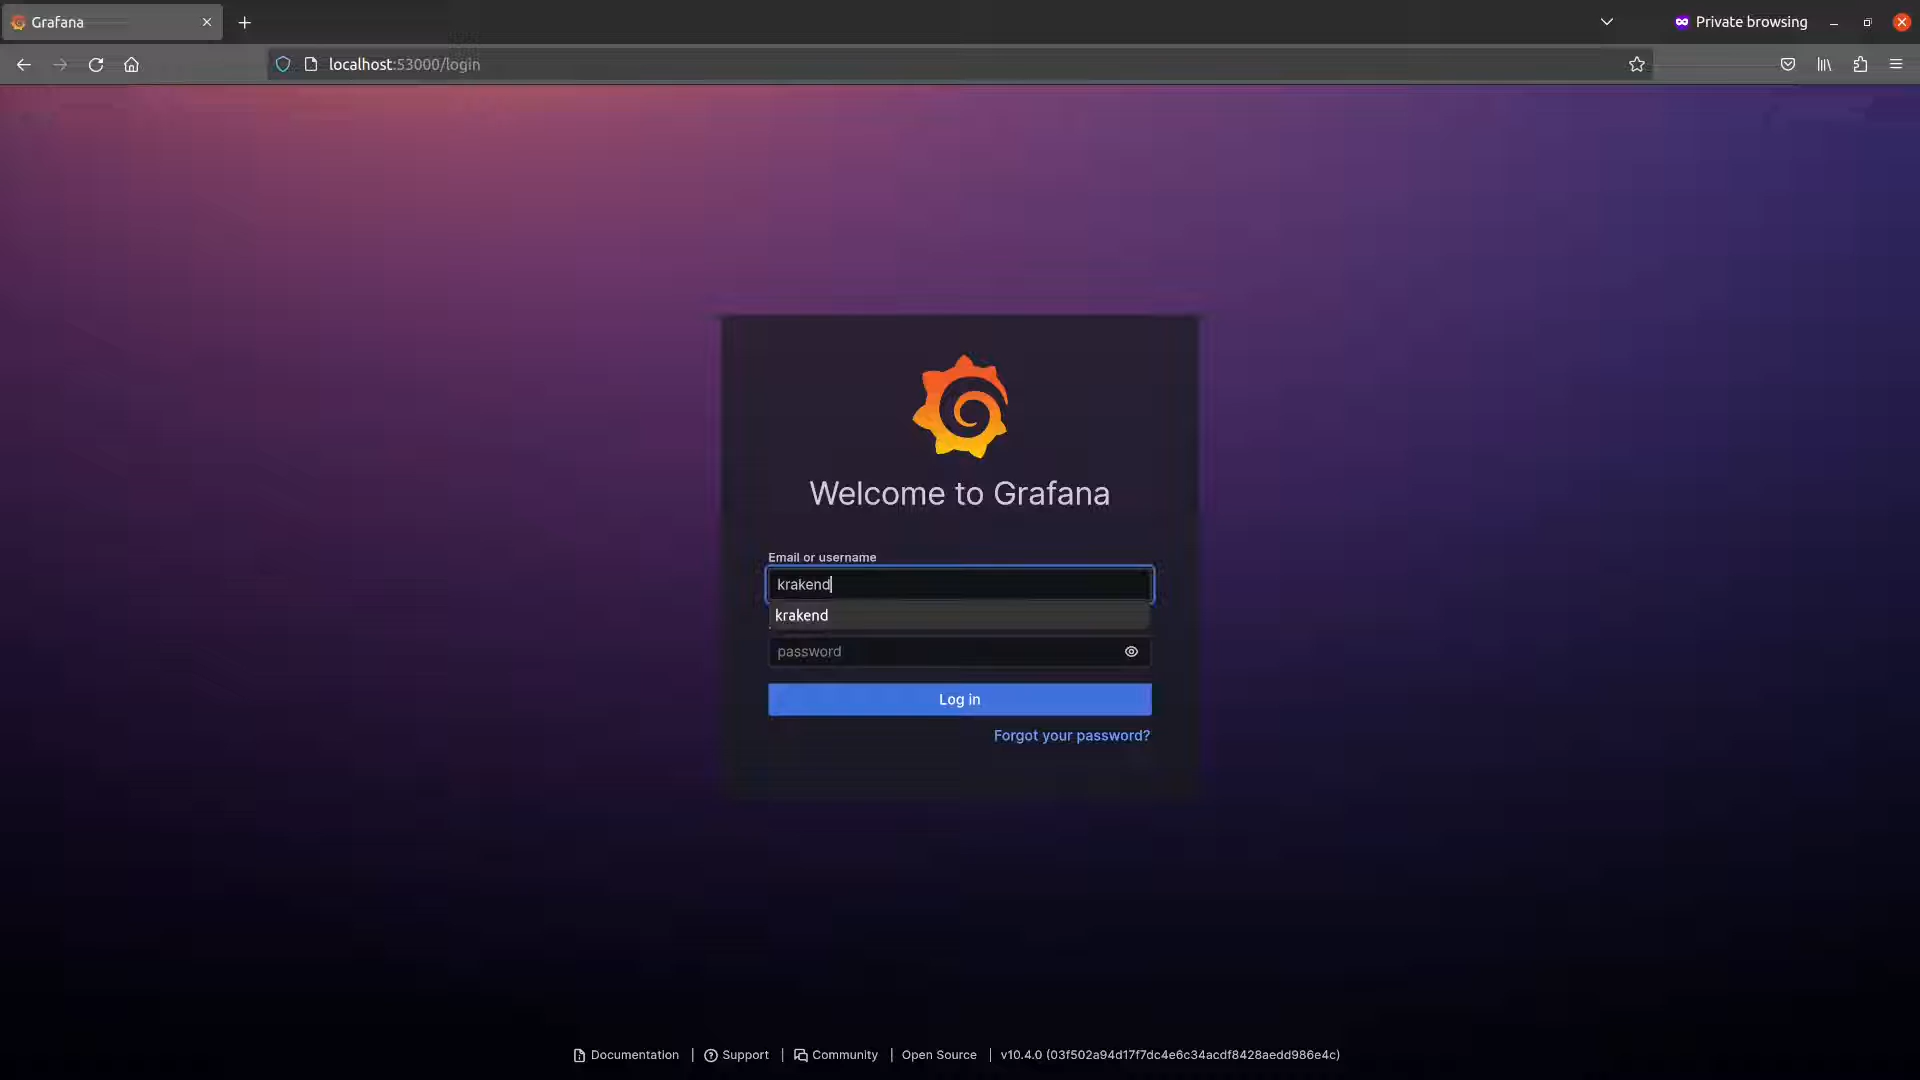 Grafana
Private browsing
localhost:53000/login
Welcome to Grafana
Email or username
krakend
krakend
password
Log in
Forgot your password?
Documentation | Support | Community | Open Source | v10.4.0 (03f502a94d17f7dc4e6c34acdf8428aedd986e4c)